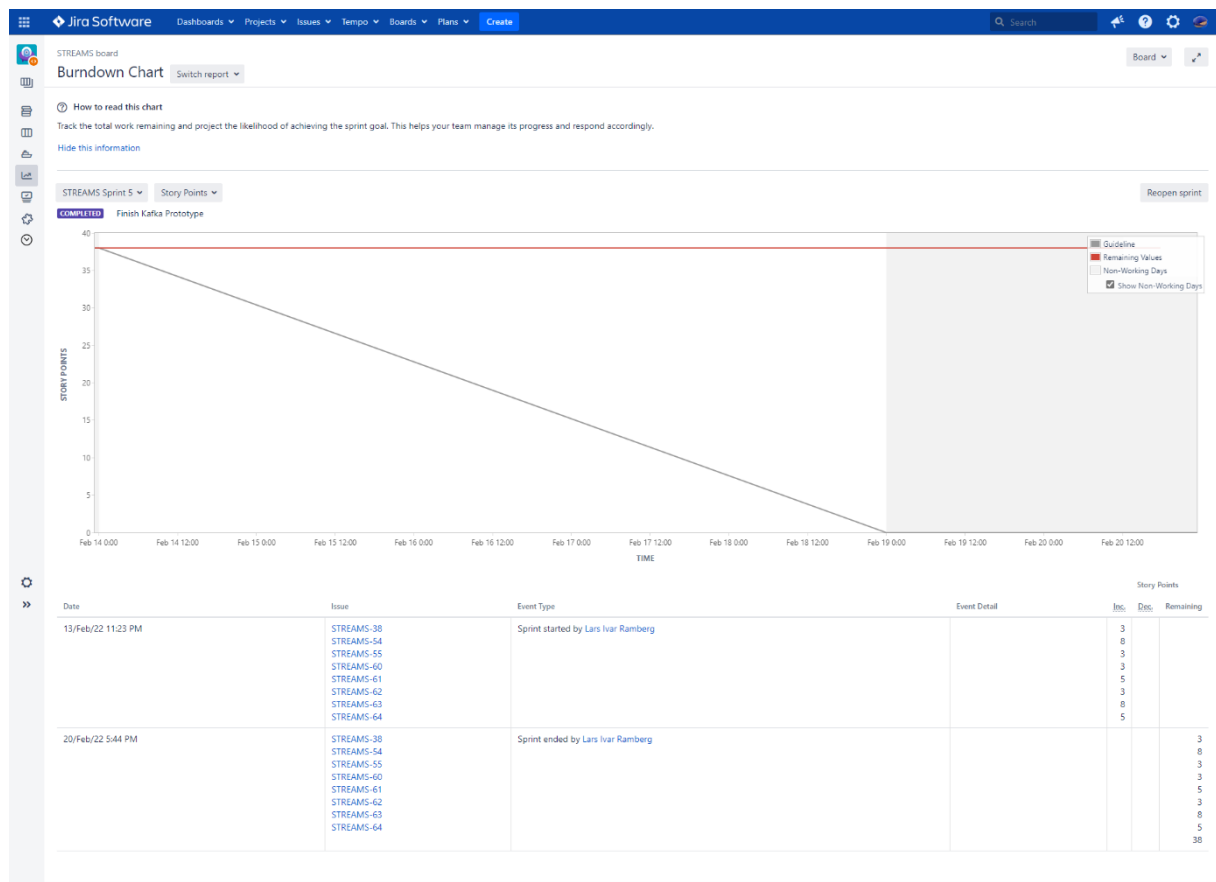 Jira Software Dashboards Projects Issues Tempo Boards Plans Create Search
STREAMS board
Board
Burndown Chart Switch report
How to read this chart
Track the total work remaining and project the likelihood of achieving the sprint goal. This helps your team manage its progress and respond accordingly.
Hide this information
STREAMS Sprint 5 Story Points Reopen sprint
COMPLETED Finish Kafka Prototype
40
35
30
25
20
15
10
5
0
STORY POINTS
Guideline
Remaining Values
Non-Working Days
Show Non-Working Days
Feb 14 0:00 Feb 14 12:00 Feb 15 0:00 Feb 15 12:00 Feb 16 0:00 Feb 16 12:00 Feb 17 0:00 Feb 17 12:00 Feb 18 0:00 Feb 18 12:00 Feb 19 0:00 Feb 19 12:00 Feb 20 0:00 Feb 20 12:00
TIME
Story Points
Date Issue Event Type Event Detail Inc. Dec. Remaining
13/Feb/22 11:23 PM STREAMS-38 Sprint started by Lars Ivar Ramberg 3
STREAMS-54 8
STREAMS-55 3
STREAMS-60 3
STREAMS-61 5
STREAMS-62 3
STREAMS-63 8
STREAMS-64 5
20/Feb/22 5:44 PM STREAMS-38 Sprint ended by Lars Ivar Ramberg 3
STREAMS-54 8
STREAMS-55 3
STREAMS-60 3
STREAMS-61 5
STREAMS-62 3
STREAMS-63 8
STREAMS-64 5
38